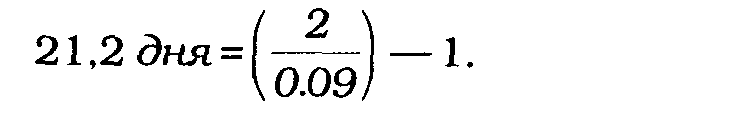 21,2 дня = (2/0.09) — 1.